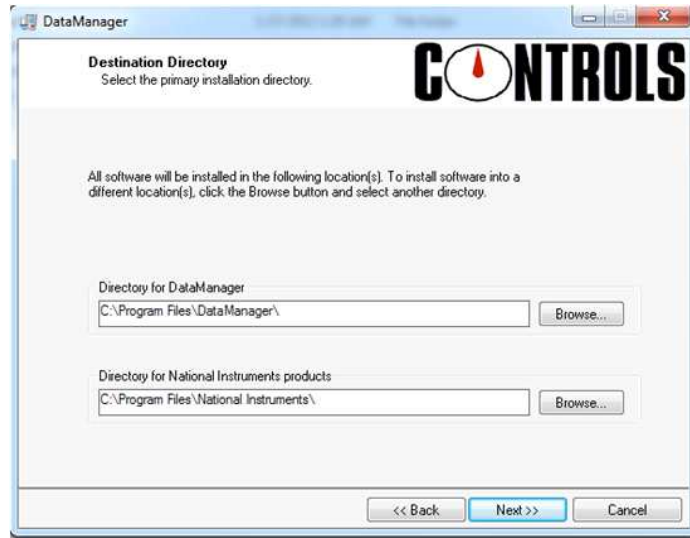 DataManager
Destination Directory
Select the primary installation directory.
CONTROLS
All software will be installed in the following location(s). To install software into a
different location(s), click the Browse button and select another directory.
Directory for DataManager
C:\Program Files\DataManager\
Browse...
Directory for National Instruments products
C:\Program Files\National Instruments\
Browse...
<< Back
Next >>
Cancel